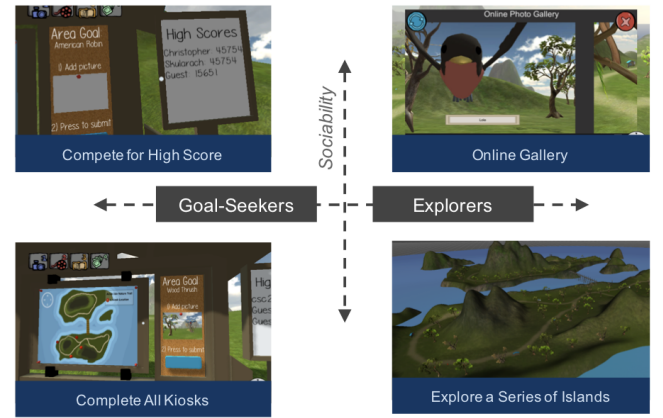 Area Goal
American Robin
1) Add picture
2) Press to submit
High Scores
Christopher: 45754
Skularach: 45754
Guest: 15651
Compete for High Score
Online Photo Gallery
Online Gallery
Sociability
Goal-Seekers
Explorers
Area Goal
Wood Thrush
1) Add picture
2) Press to submit
Complete All Kiosks
Explore a Series of Islands